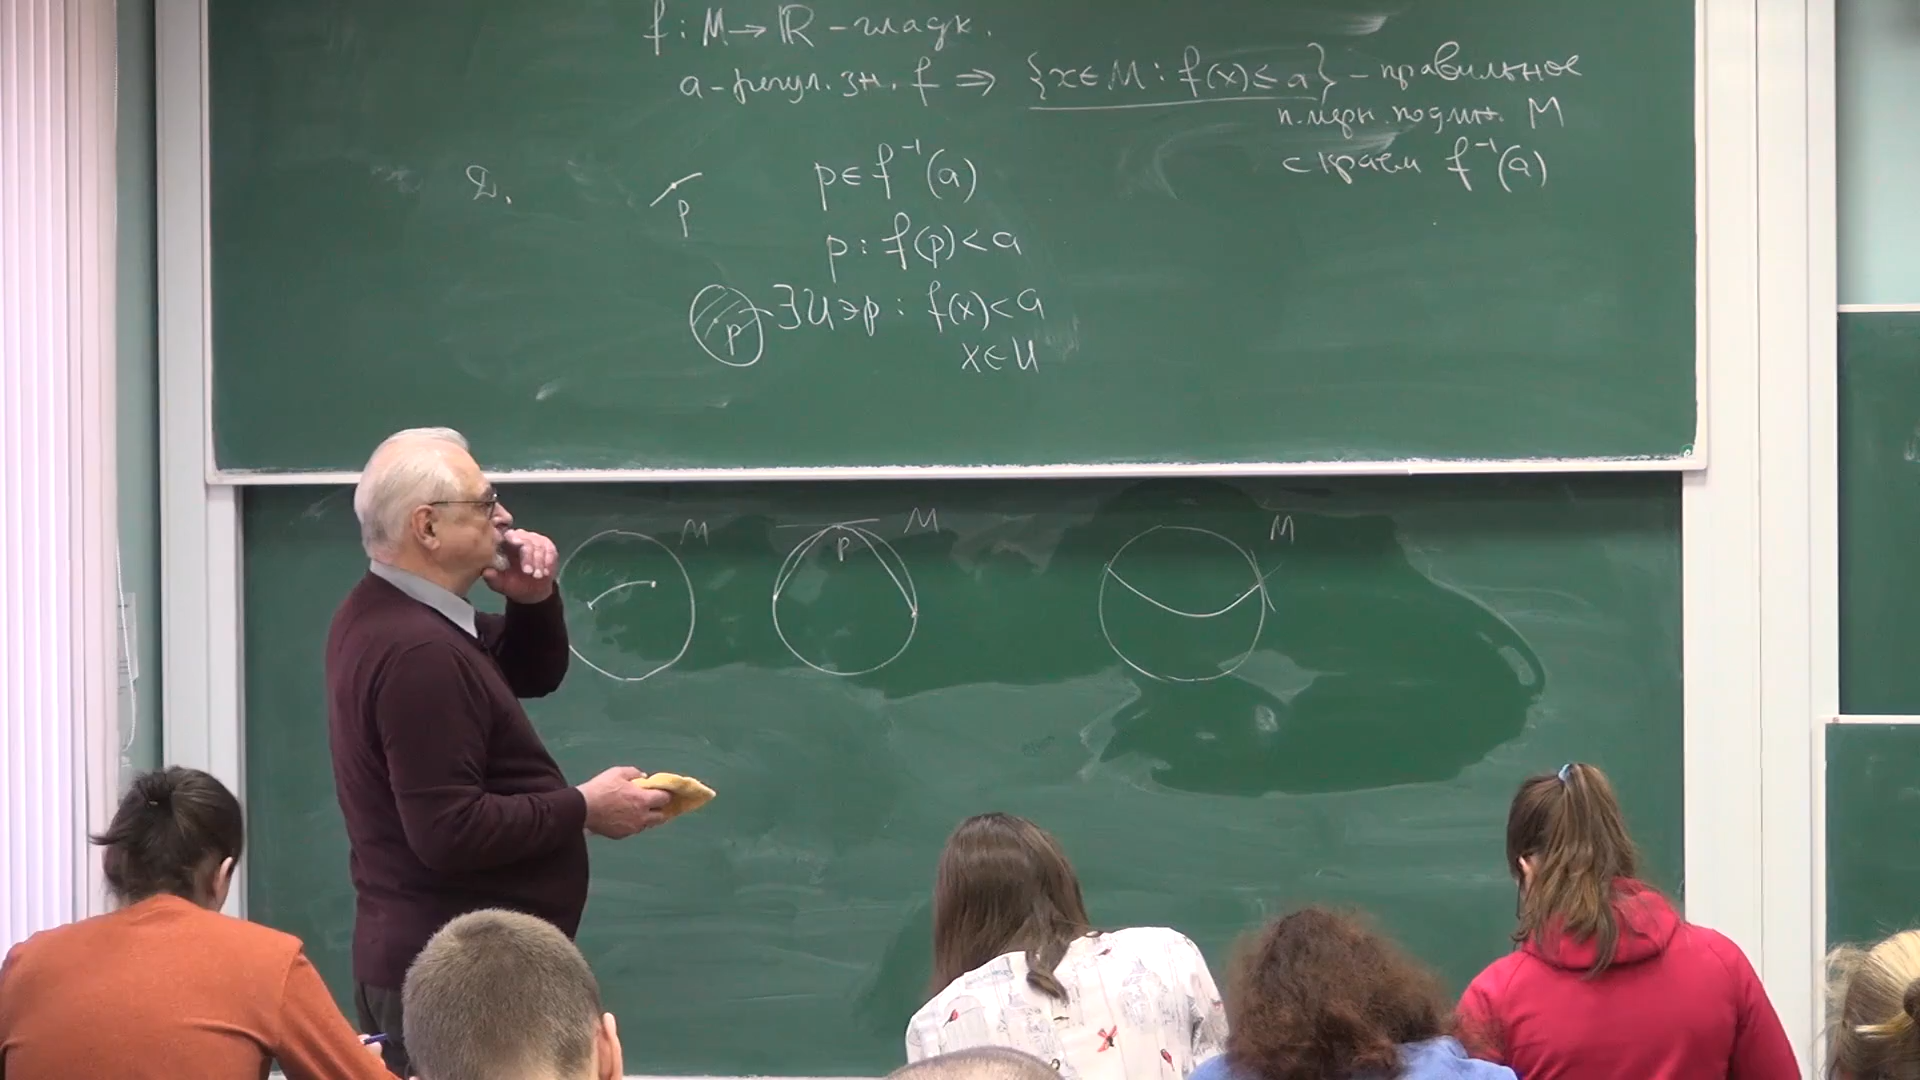 f : M → ℝ – гладк.
a – регул. зн. f ⇒ {x ∈ M : f(x) ≤ a} – правильное
n-мерн. подмн. M
с краем f⁻¹(a)
Д.
p
p ∈ f⁻¹(a)
p : f(p) < a
p
∃U∋p : f(x) < a
x ∈ U
M
M
p
M